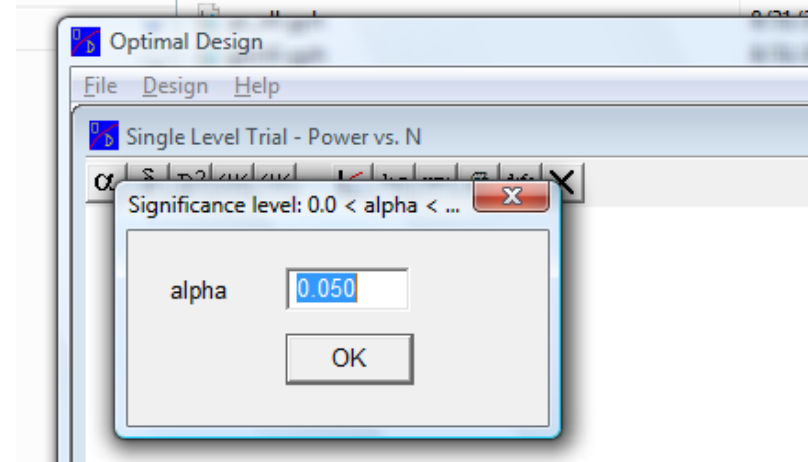 Optimal Design
File Design Help
Single Level Trial - Power vs. N
α
Significance level: 0.0 < alpha < ...
alpha 0.050
OK